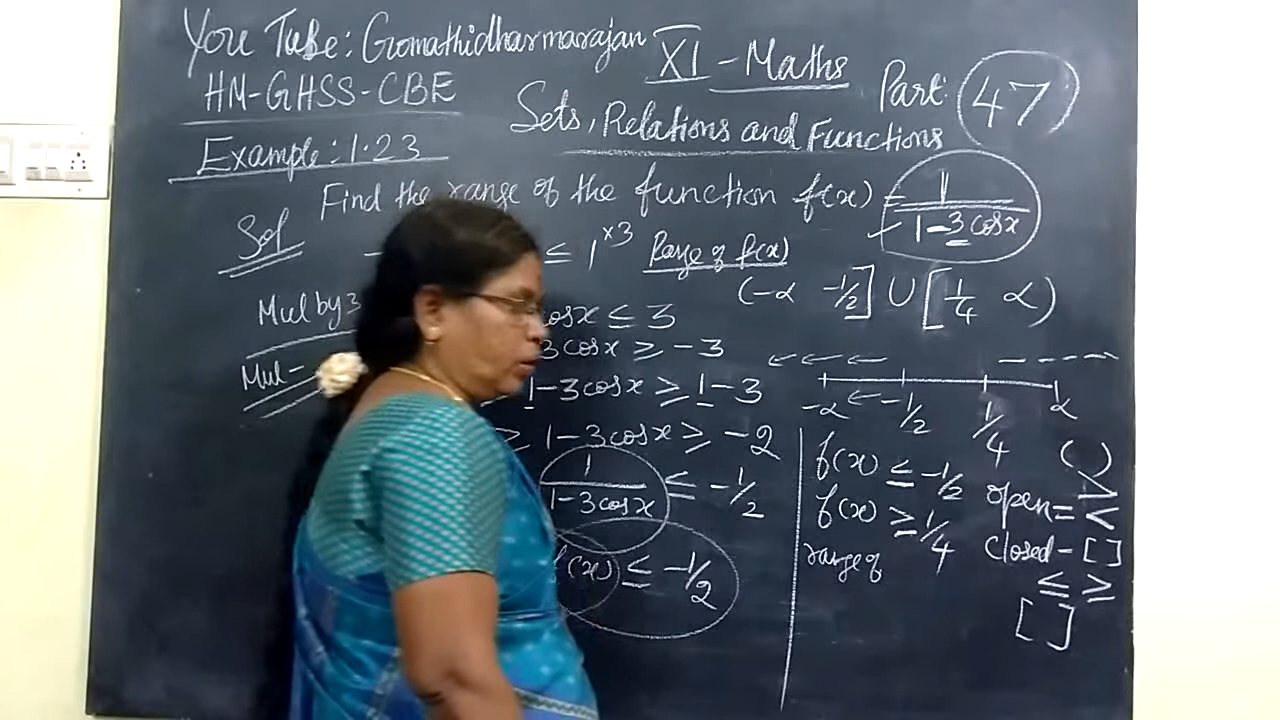 You Tube: Gomathidharmarajan
HM-GHSS-CBE
XI - Maths
Part: 47
Sets, Relations and Functions
Example: 1.23
Find the range of the function f(x) = 1/(1-3cosx)
Sol
≤ 1 ×3
Range of f(x)
(-∝ -1/2] ∪ [1/4 ∝)
Mul by 3
cosx ≤ 3
Mul -
3cosx ≥ -3
1-3cosx ≥ 1-3
≥ 1-3cosx ≥ -2
1/(1-3cosx) ≤ -1/2
f(x) ≤ -1/2
-∝ -1/2 1/4 ∝
f(x) ≤ -1/2
f(x) ≥ 1/4
range of
( )
open = > <
closed - [ ]
≤ ≥
[ ]